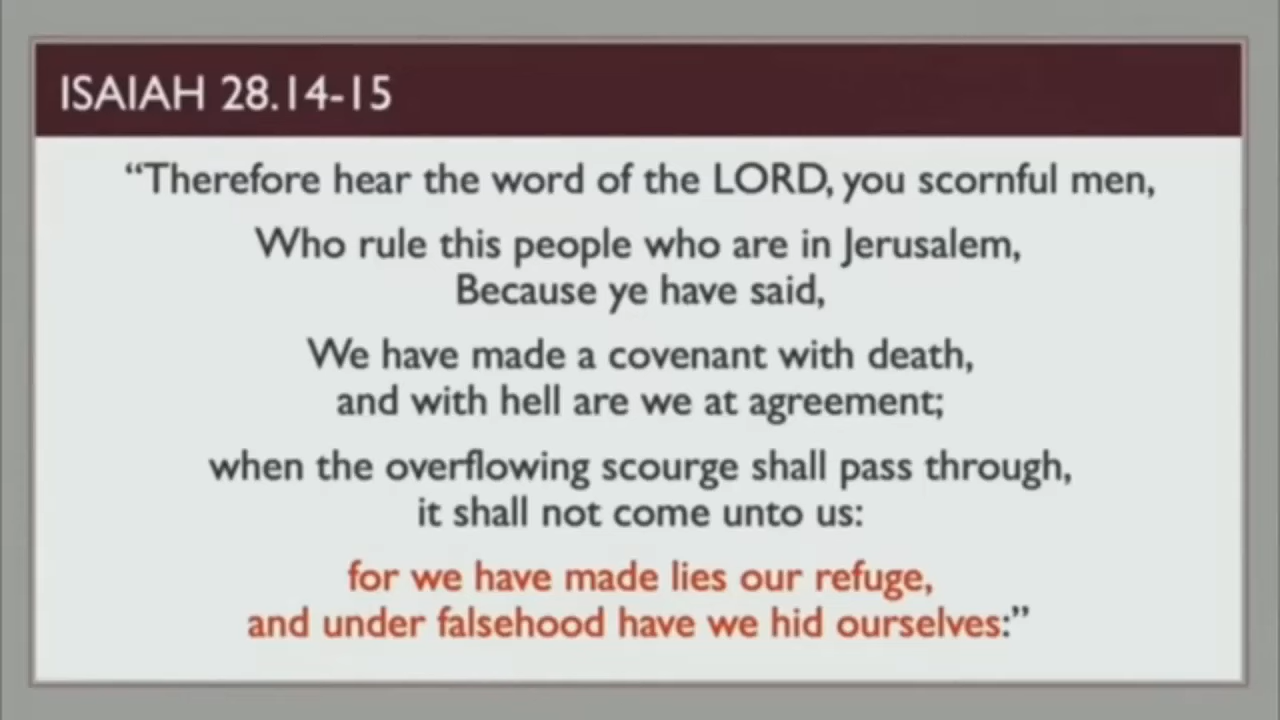 ISAIAH 28.14-15
“Therefore hear the word of the LORD, you scornful men,
Who rule this people who are in Jerusalem,
Because ye have said,
We have made a covenant with death,
and with hell are we at agreement;
when the overflowing scourge shall pass through,
it shall not come unto us:
for we have made lies our refuge,
and under falsehood have we hid ourselves:”